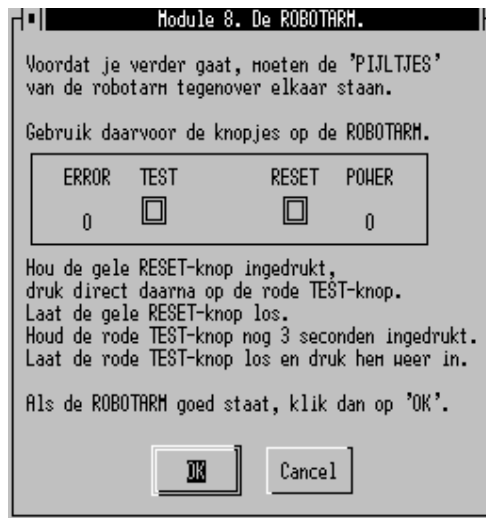 Module 8. De ROBOTARM.
Voordat je verder gaat, moeten de 'PIJLTJES'
van de robotarm tegenover elkaar staan.
Gebruik daarvoor de knopjes op de ROBOTARM.
ERROR TEST RESET POWER
0 0
Hou de gele RESET-knop ingedrukt,
druk direct daarna op de rode TEST-knop.
Laat de gele RESET-knop los.
Houd de rode TEST-knop nog 3 seconden ingedrukt.
Laat de rode TEST-knop los en druk hem weer in.
Als de ROBOTARM goed staat, klik dan op 'OK'.
OK Cancel